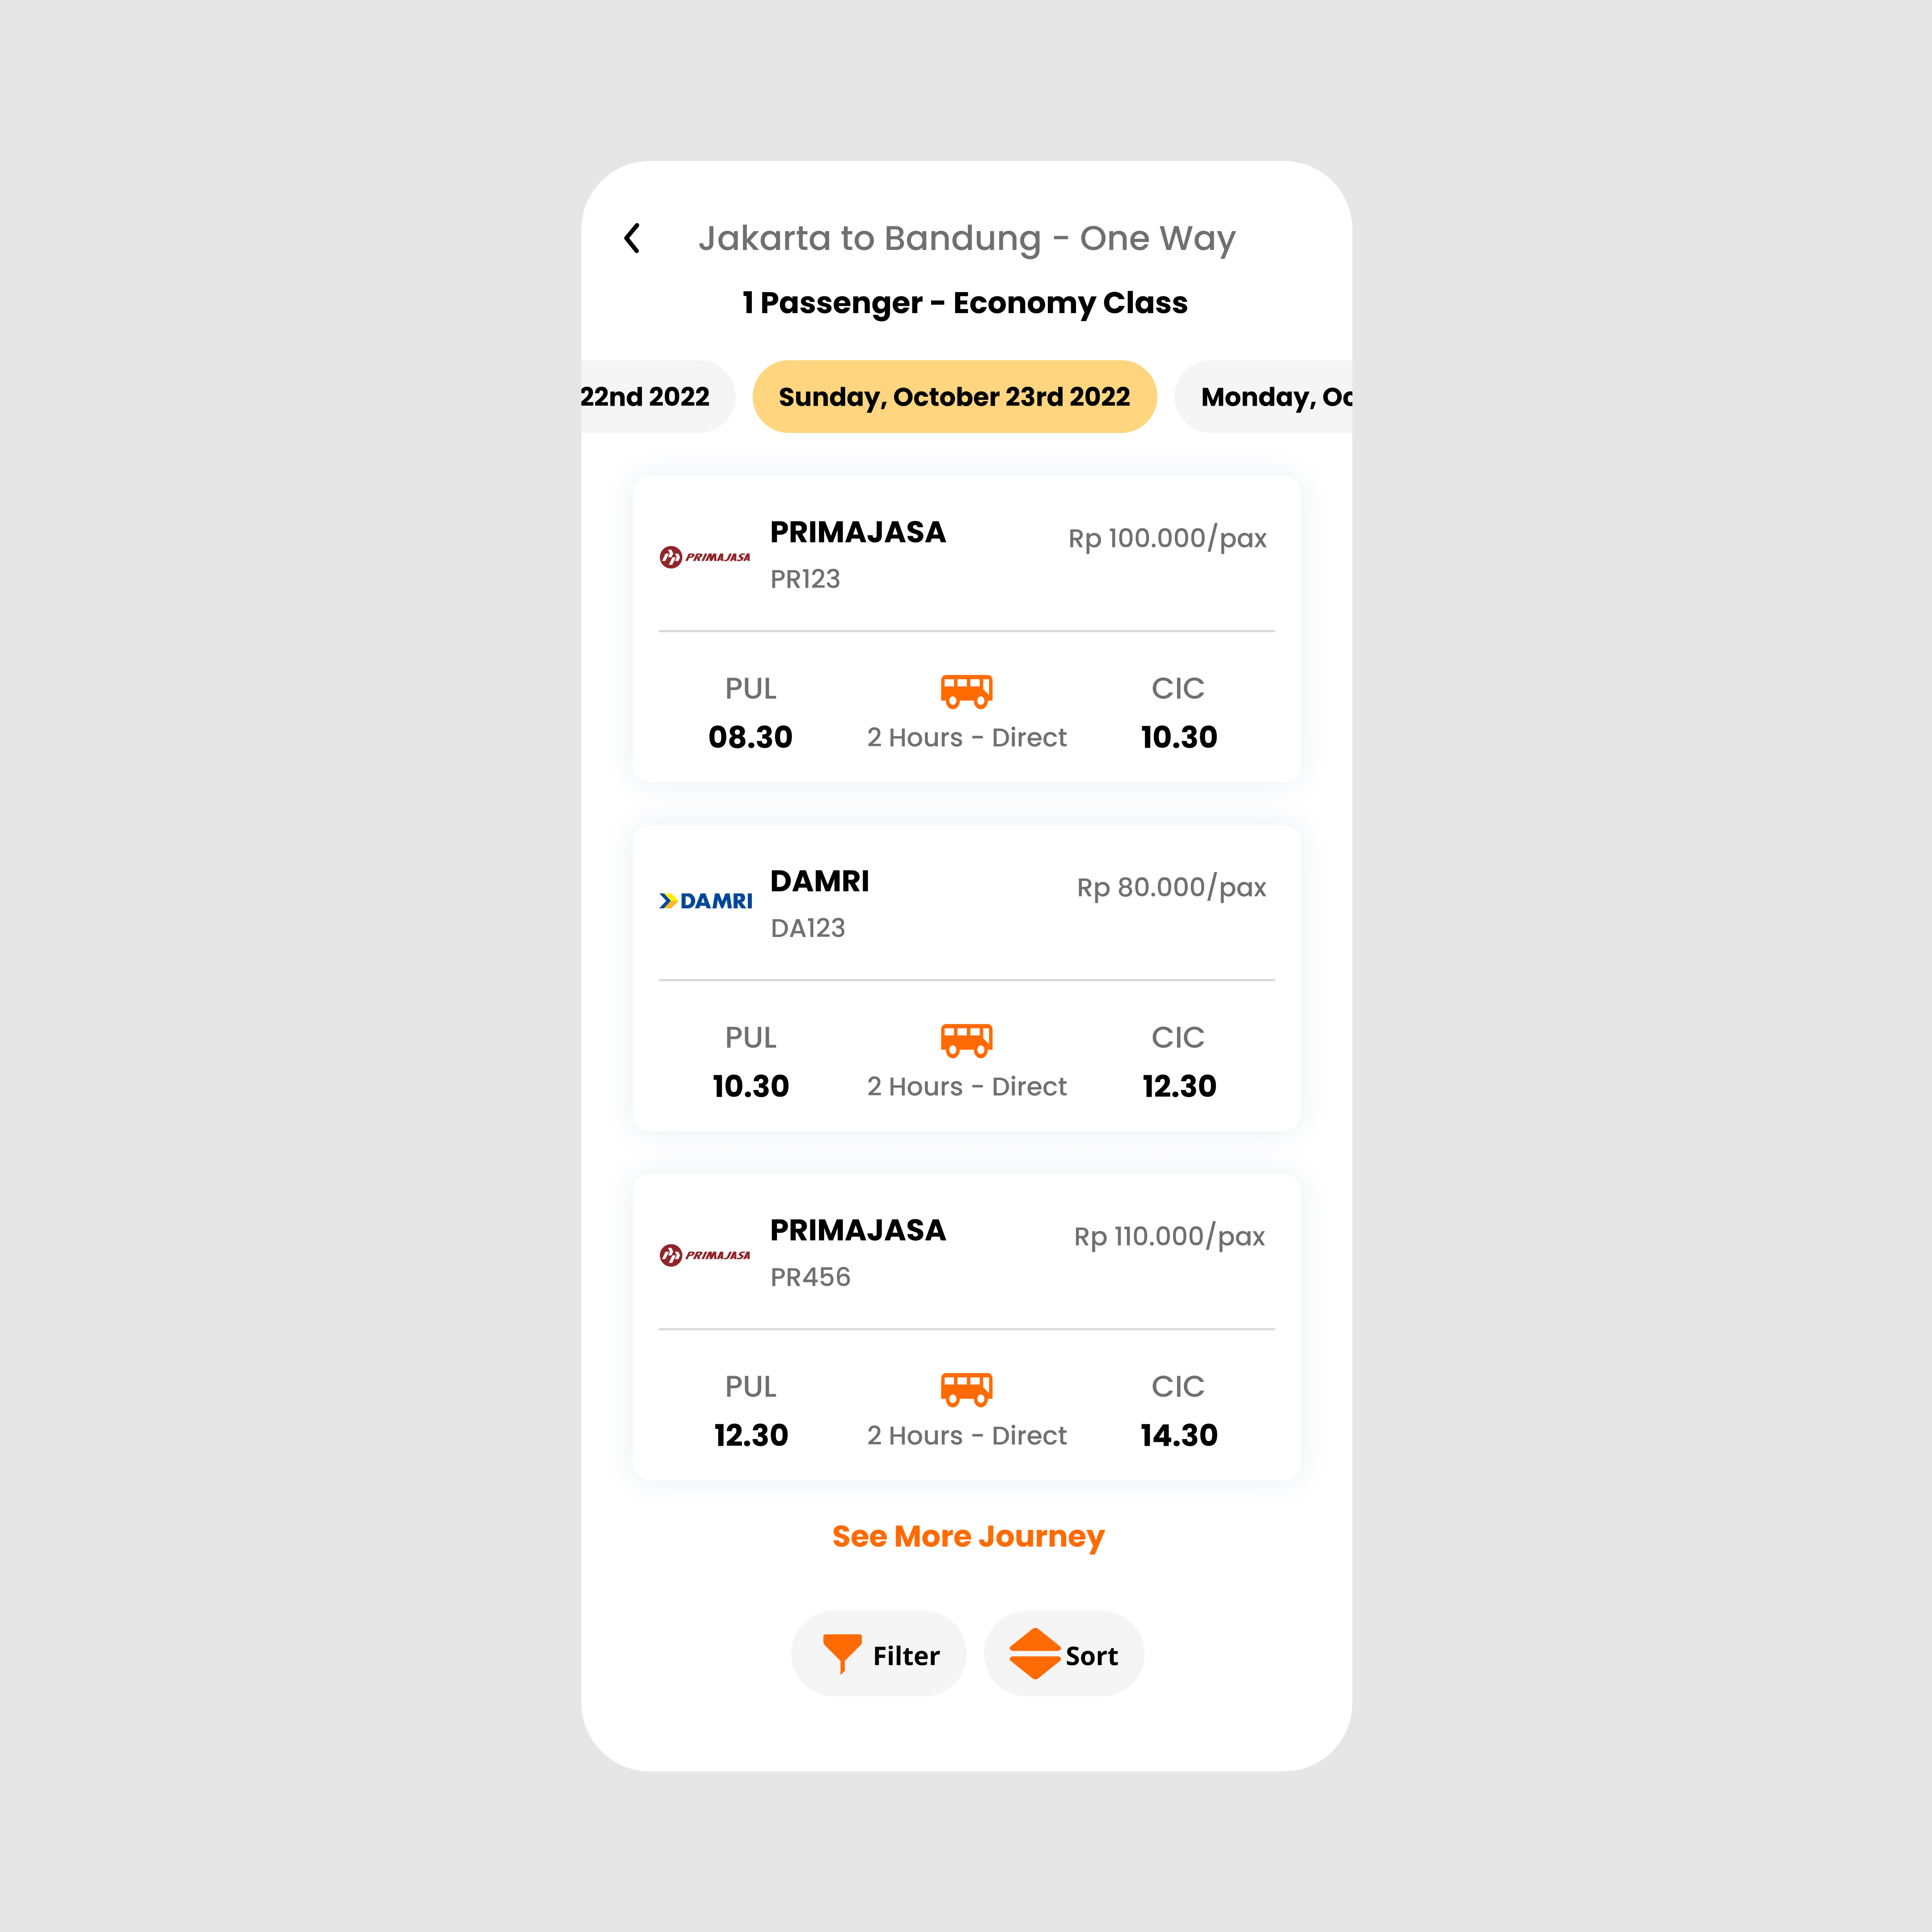 Jakarta to Bandung - One Way
1 Passenger - Economy Class
22nd 2022
Sunday, October 23rd 2022
Monday, Oc
PRIMAJASA
PRIMAJASA
Rp 100.000/pax
PR123
PUL
CIC
08.30
2 Hours - Direct
10.30
DAMRI
DAMRI
Rp 80.000/pax
DA123
PUL
CIC
10.30
2 Hours - Direct
12.30
PRIMAJASA
PRIMAJASA
Rp 110.000/pax
PR456
PUL
CIC
12.30
2 Hours - Direct
14.30
See More Journey
Filter
Sort